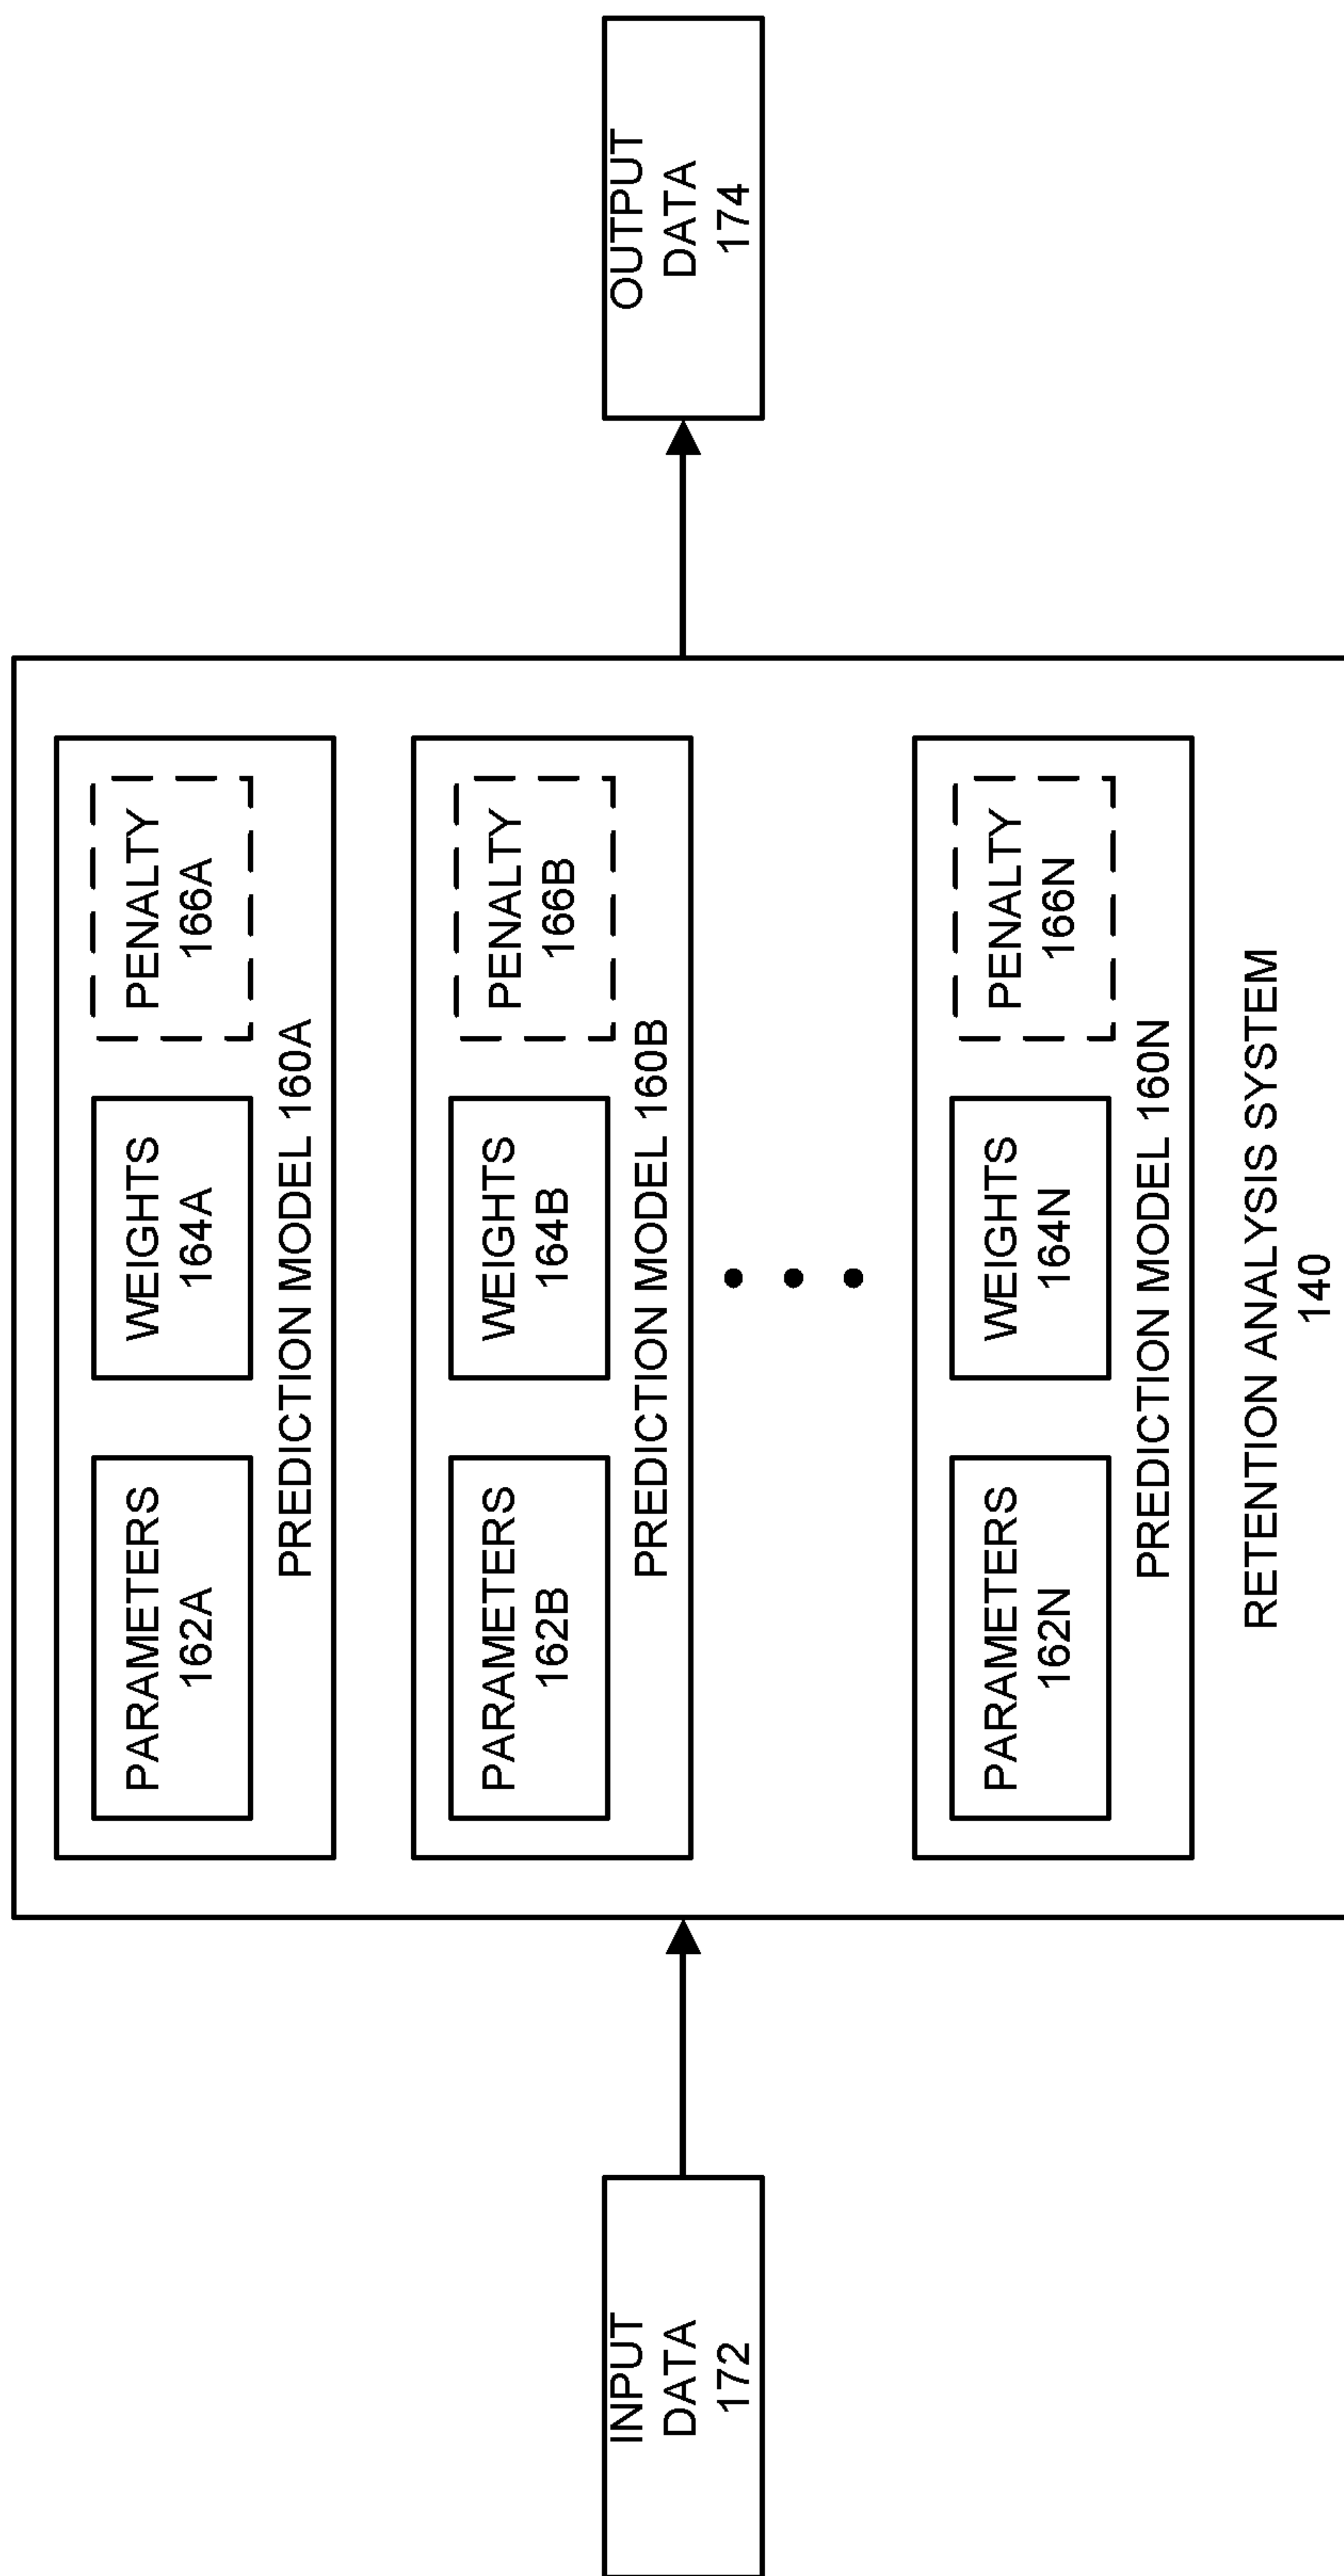 PARAMETERS
162A
WEIGHTS
164A
PENALTY
166A
PREDICTION MODEL 160A
PARAMETERS
162B
WEIGHTS
164B
PENALTY
166B
PREDICTION MODEL 160B
INPUT
DATA
172
OUTPUT
DATA
174
PARAMETERS
162N
WEIGHTS
164N
PENALTY
166N
PREDICTION MODEL 160N
RETENTION ANALYSIS SYSTEM
140